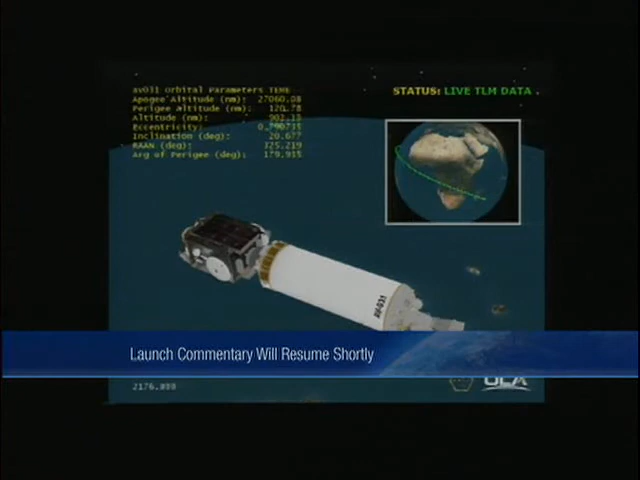 av031 Orbital Parameters TEME
Apogee Altitude (nm): 27060.08
Perigee Altitude (nm): 120.78
Altitude (nm): 902.13
Eccentricity:
Inclination (deg): 20.677
RAAN (deg): 325.219
Arg of Perigee (deg): 179.915
STATUS: LIVE TLM DATA
AV-031
Launch Commentary Will Resume Shortly
ULA